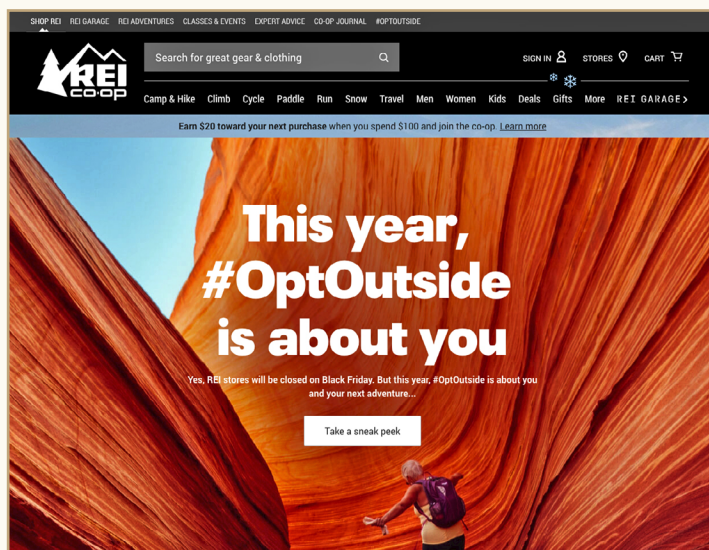 SHOP REI REI GARAGE REI ADVENTURES CLASSES & EVENTS EXPERT ADVICE CO-OP JOURNAL #OPTOUTSIDE
REI
CO·OP
Search for great gear & clothing
SIGN IN STORES CART
Camp & Hike Climb Cycle Paddle Run Snow Travel Men Women Kids Deals Gifts More REI GARAGE>
Earn $20 toward your next purchase when you spend $100 and join the co-op. Learn more
This year,
#OptOutside
is about you
Yes, REI stores will be closed on Black Friday. But this year, #OptOutside is about you
and your next adventure...
Take a sneak peek